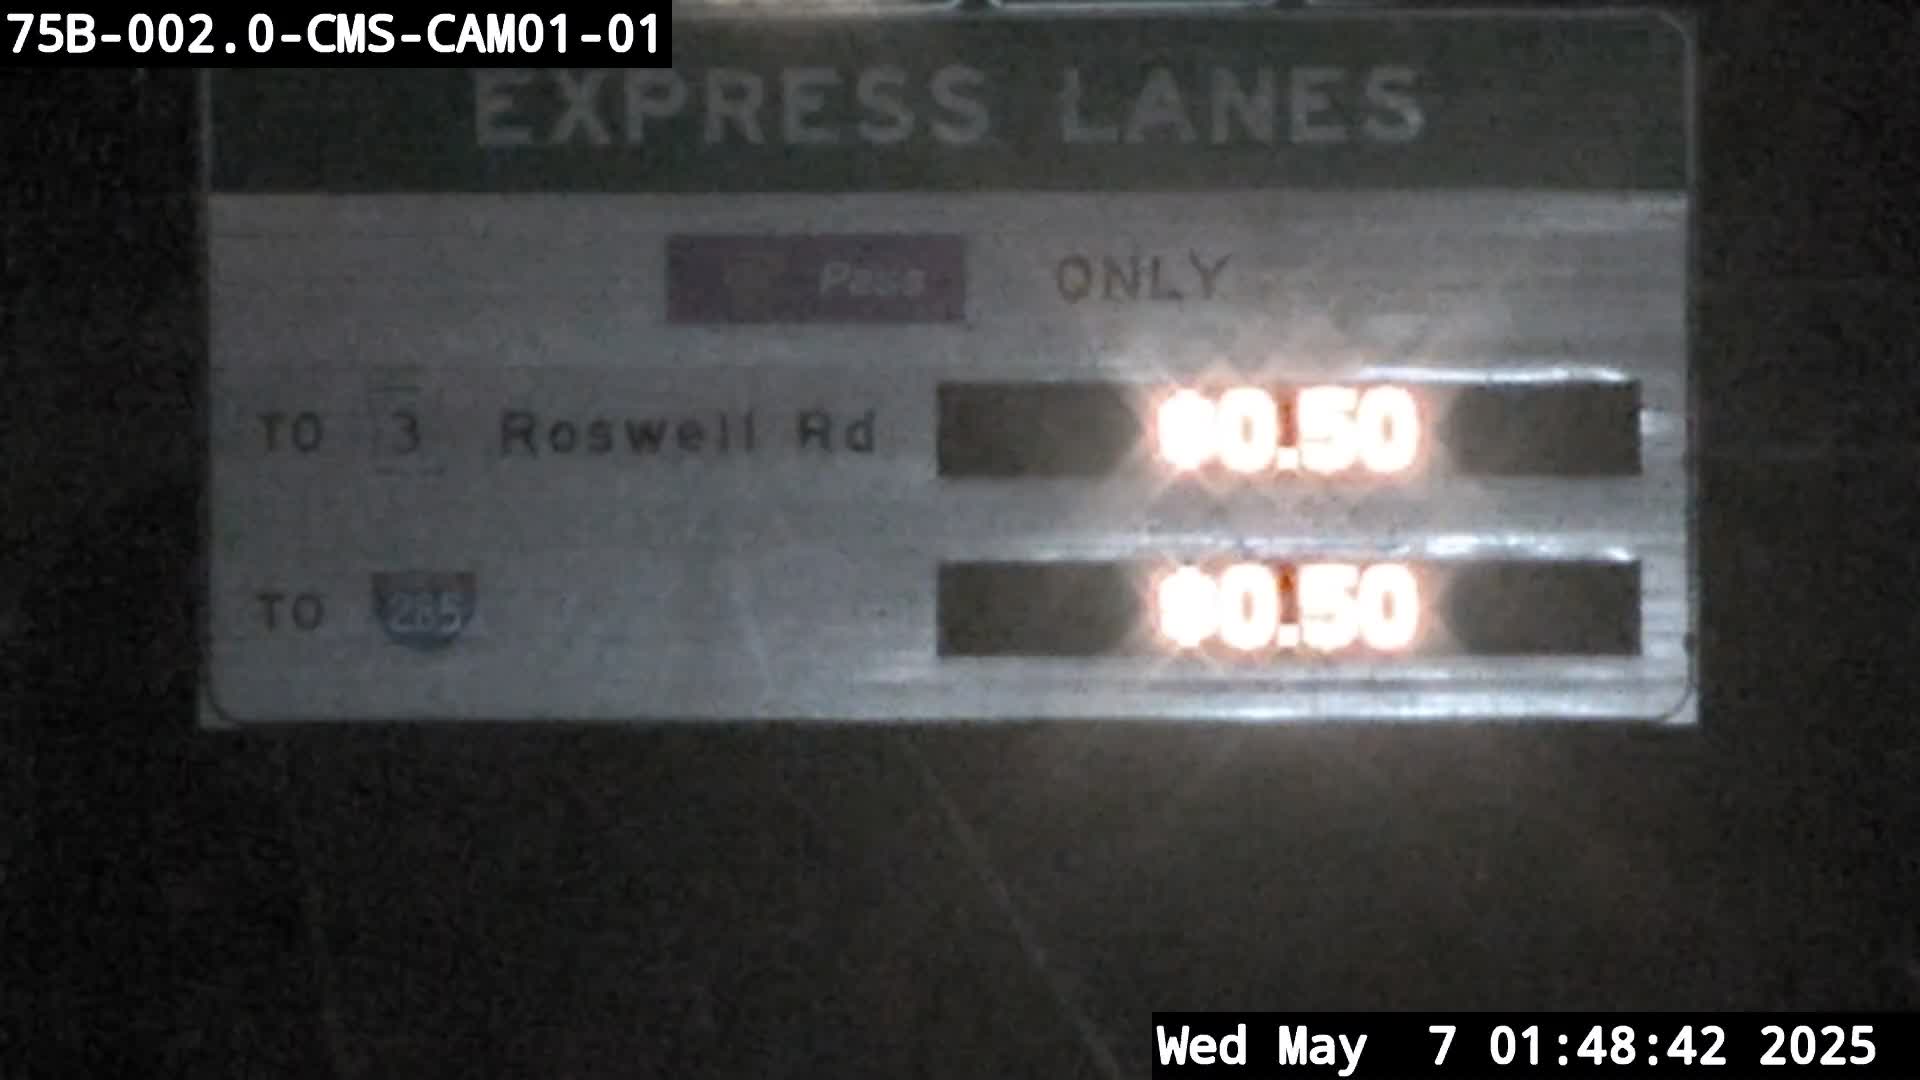 75B-002.0-CMS-CAM01-01
EXPRESS LANES
Pass ONLY
TO 3 Roswell Rd $0.50
TO 285 $0.50
Wed May 7 01:48:42 2025